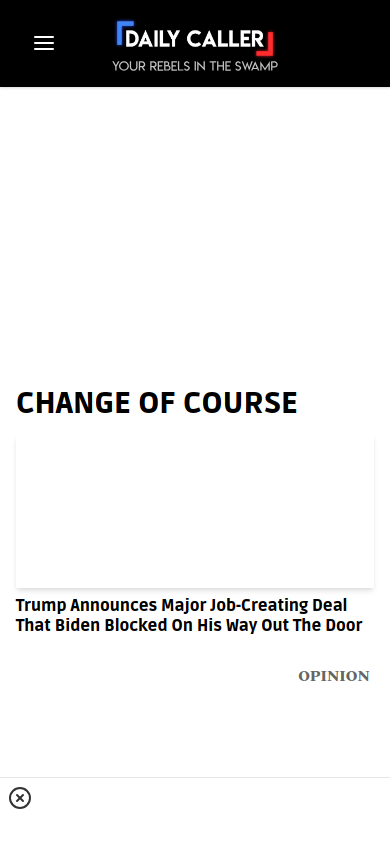 DAILY CALLER
YOUR REBELS IN THE SWAMP
CHANGE OF COURSE
Trump Announces Major Job-Creating Deal
That Biden Blocked On His Way Out The Door
OPINION